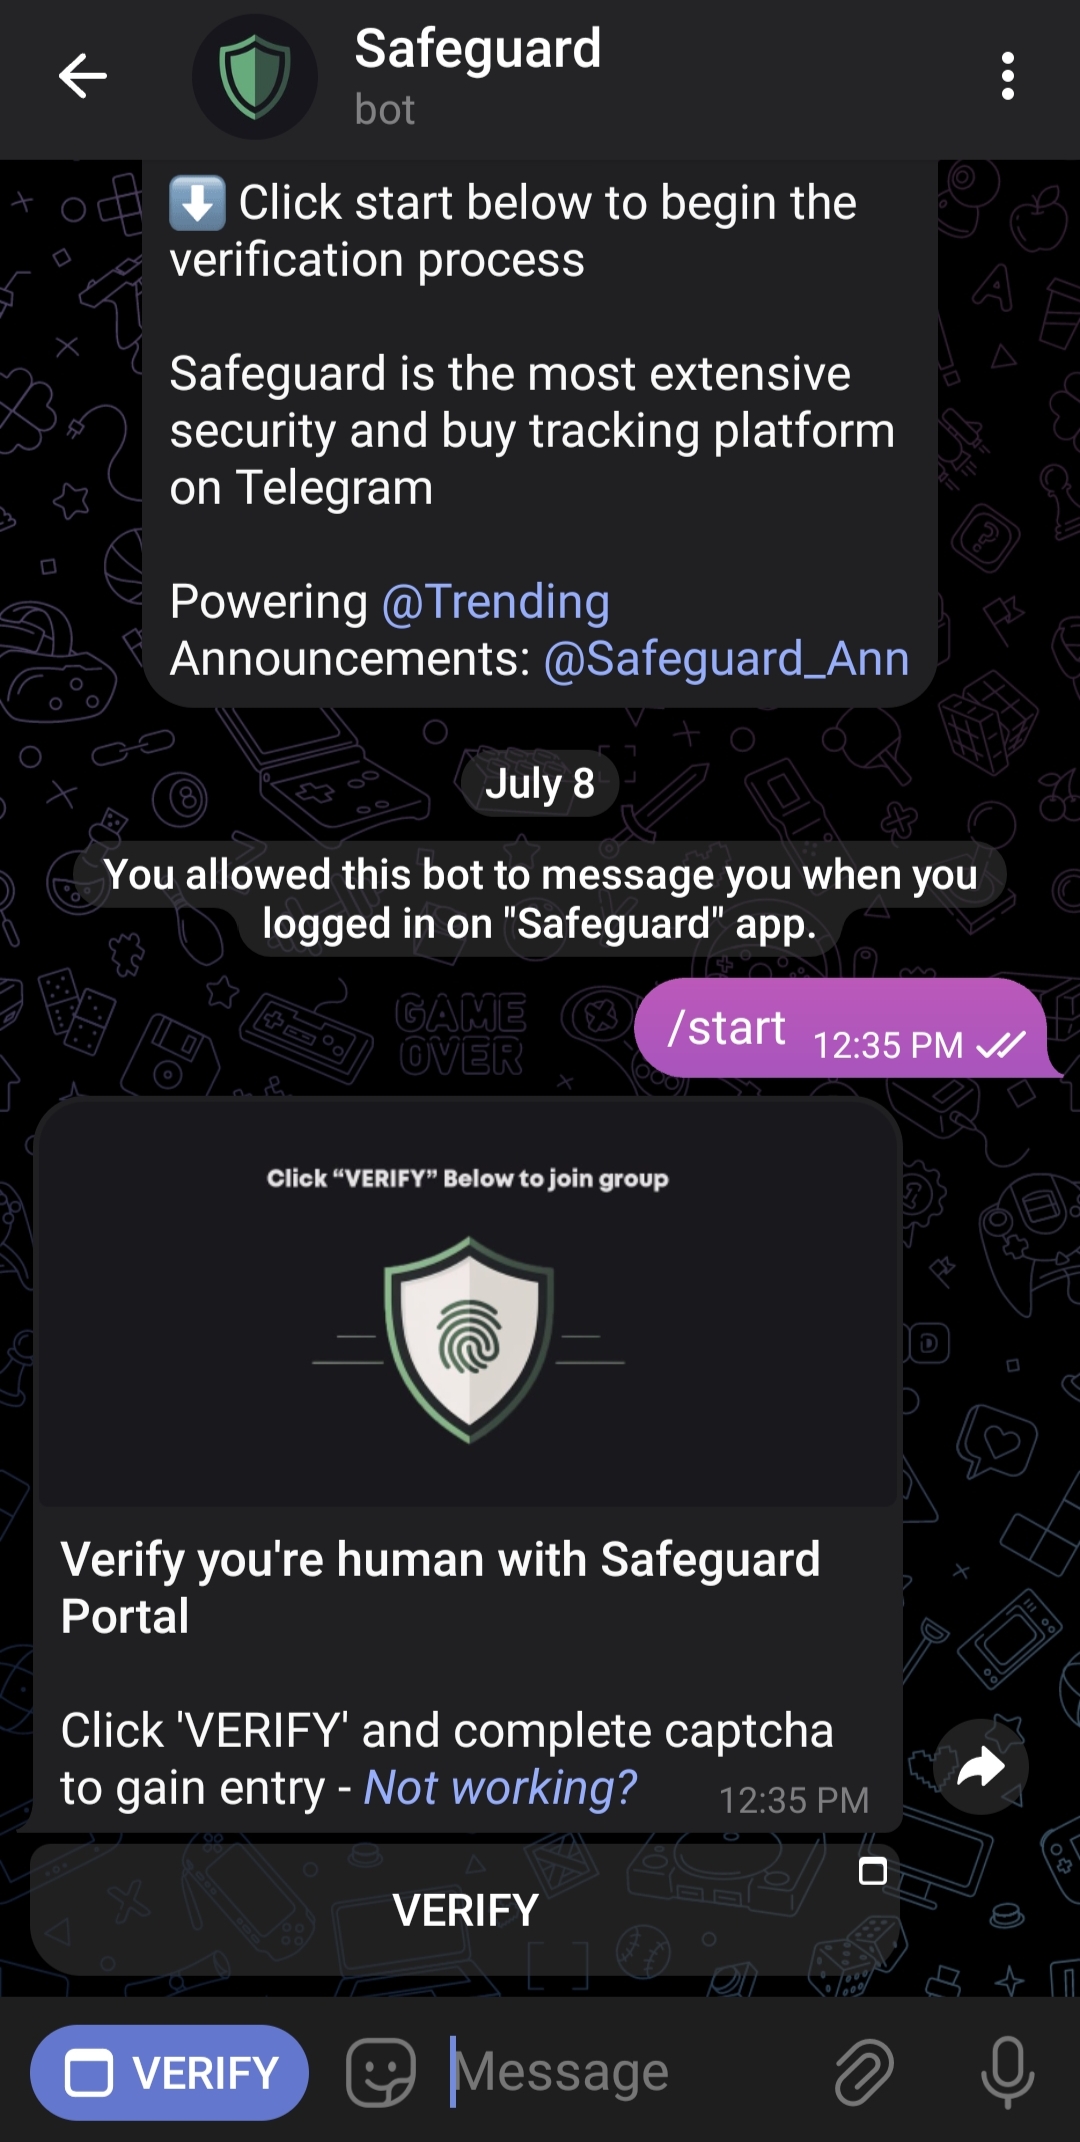 Safeguard
bot
⬇️ Click start below to begin the
verification process
Safeguard is the most extensive
security and buy tracking platform
on Telegram
Powering @Trending
Announcements: @Safeguard_Ann
July 8
You allowed this bot to message you when you
logged in on "Safeguard" app.
/start 12:35 PM
GAME
OVER
Click “VERIFY” Below to join group
Verify you're human with Safeguard
Portal
Click 'VERIFY' and complete captcha
to gain entry - Not working? 12:35 PM
VERIFY
VERIFY
Message